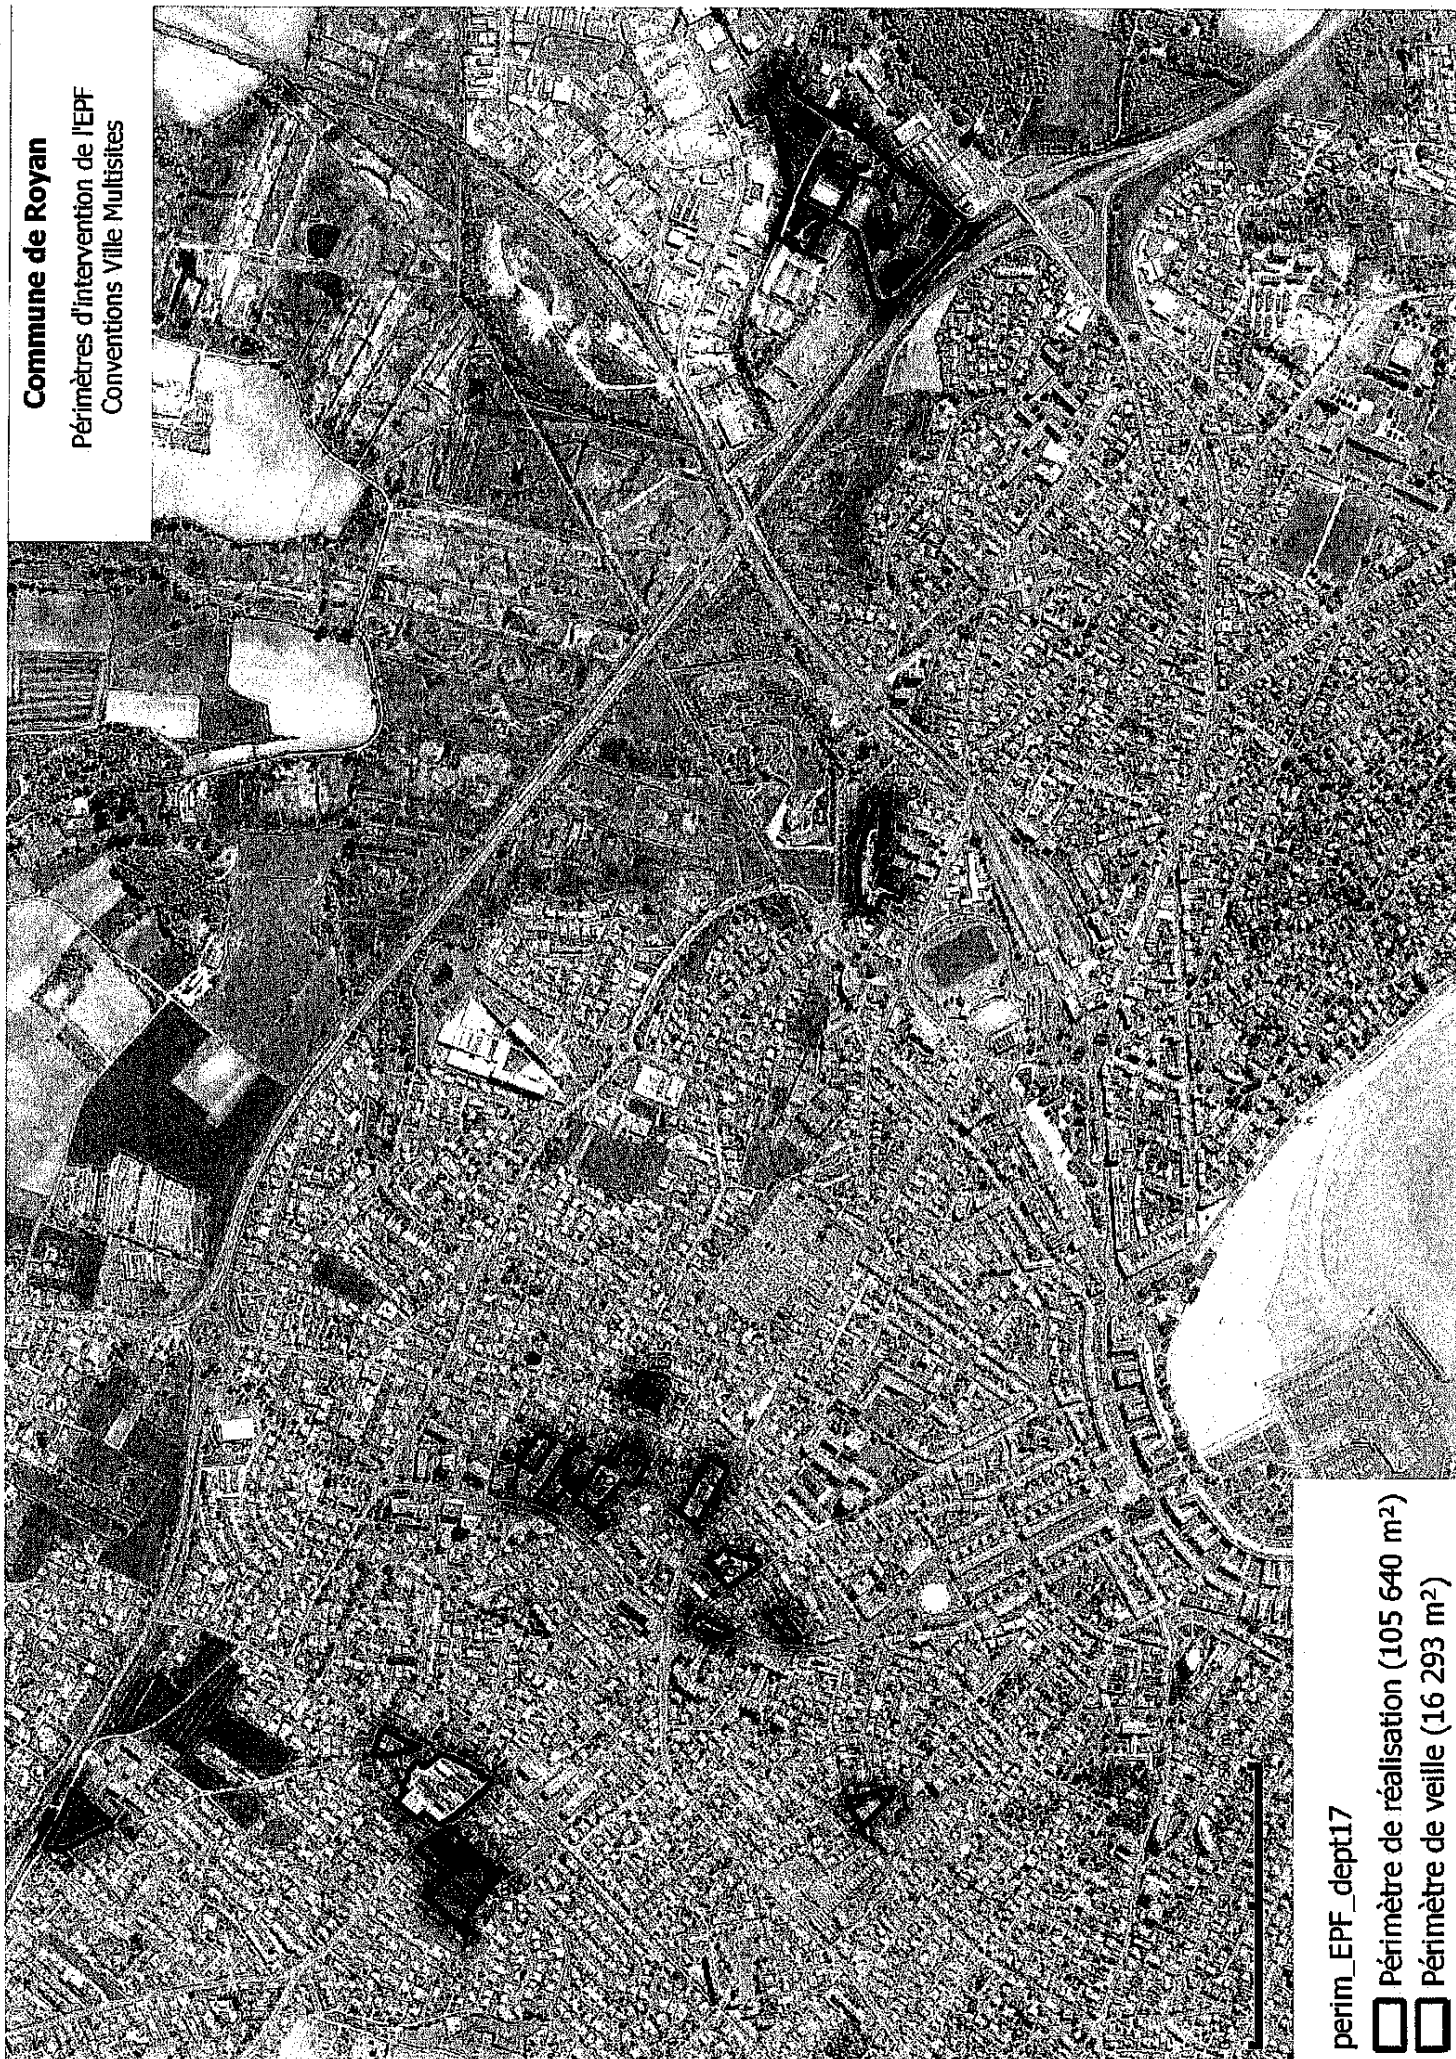 Commune de Royan
Périmètres d'intervention de l'EPF
Conventions Ville Multisites
perim_EPF_dept17
Périmètre de réalisation (105 640 m²)
Périmètre de veille (16 293 m²)